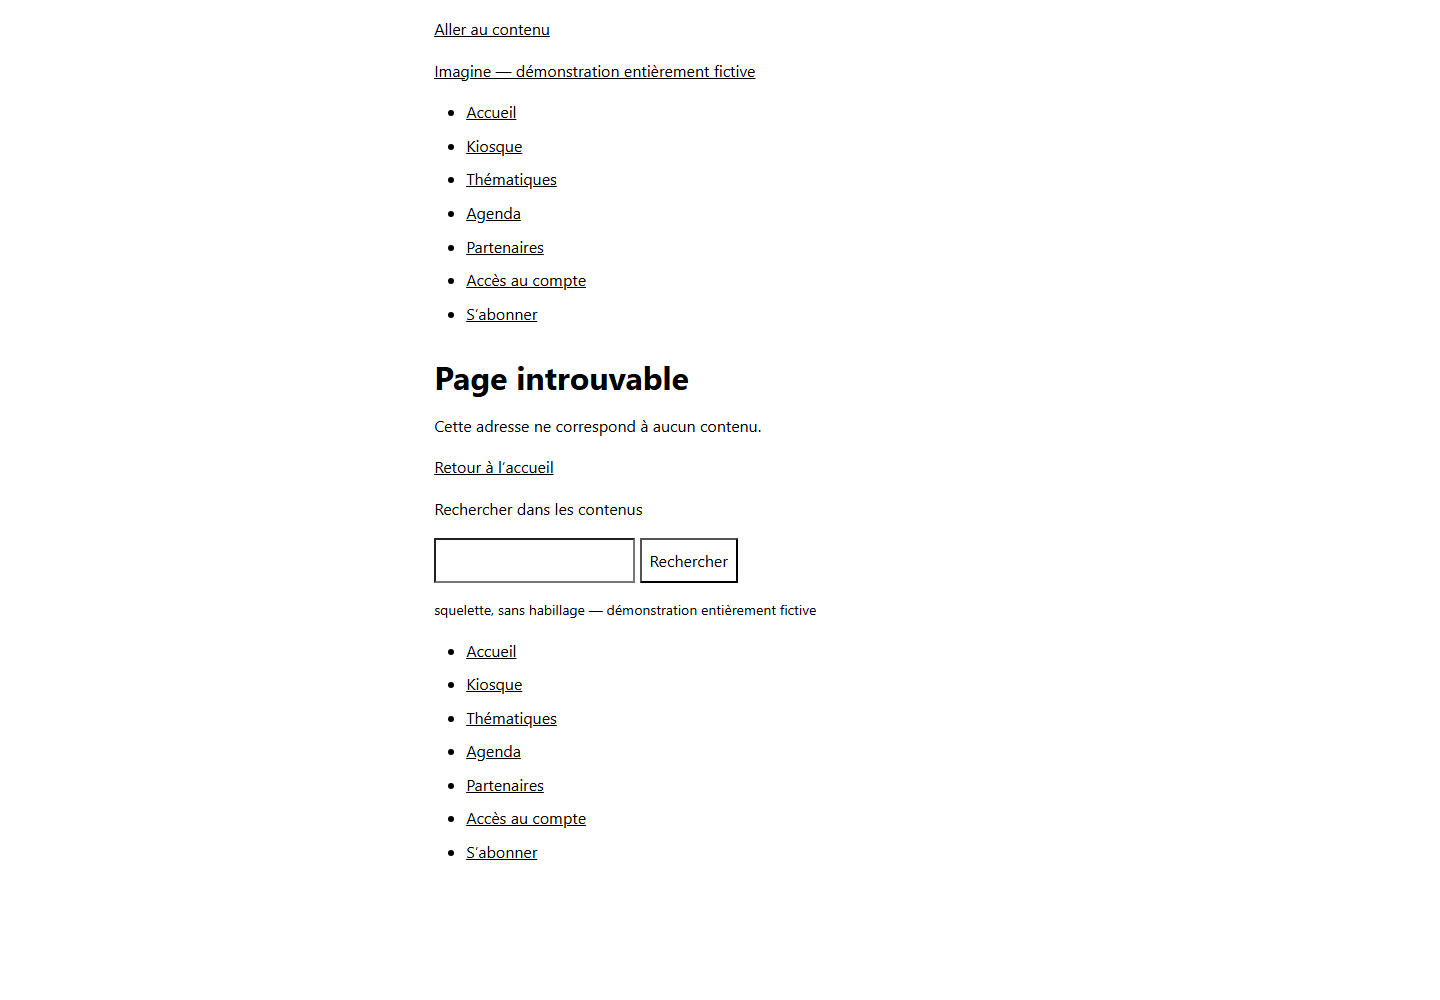 Aller au contenu
Imagine — démonstration entièrement fictive
Accueil
Kiosque
Thématiques
Agenda
Partenaires
Accès au compte
S'abonner
Page introuvable
Cette adresse ne correspond à aucun contenu.
Retour à l'accueil
Rechercher dans les contenus
Rechercher
squelette, sans habillage — démonstration entièrement fictive
Accueil
Kiosque
Thématiques
Agenda
Partenaires
Accès au compte
S'abonner